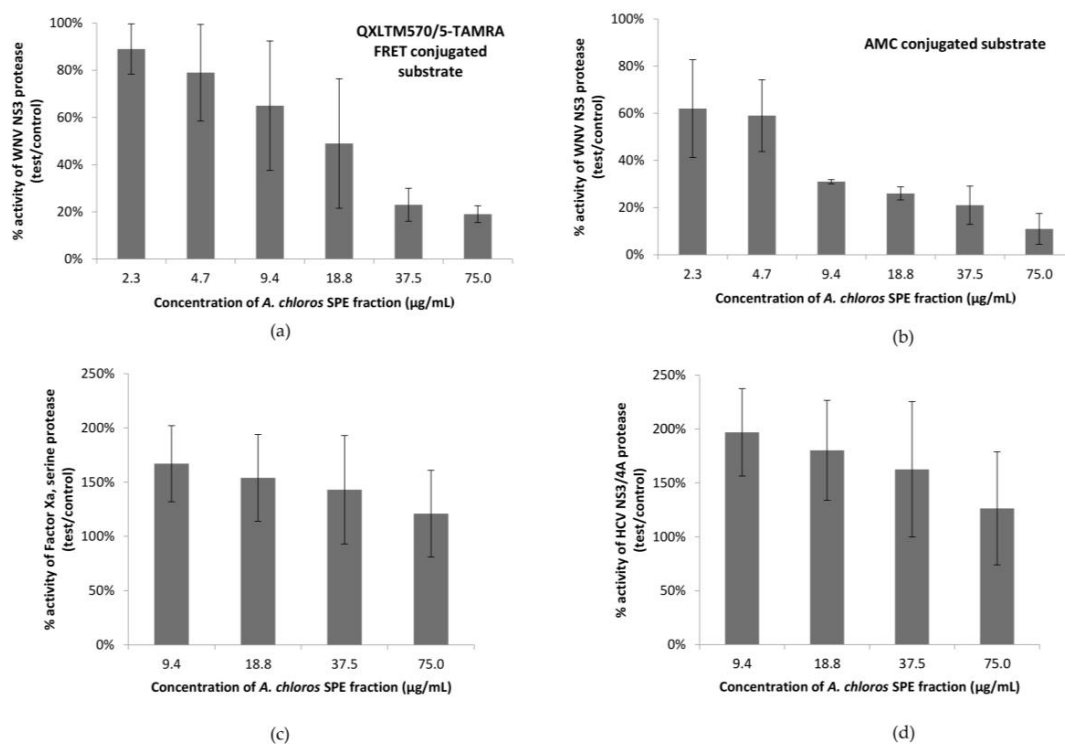 QXLTM570/5-TAMRA
FRET conjugated
substrate
% activity of WNV NS3 protease
(test/control)
100%
80%
60%
40%
20%
0%
2.3 4.7 9.4 18.8 37.5 75.0
Concentration of A. chloros SPE fraction (µg/mL)
(a)
AMC conjugated substrate
% activity of WNV NS3 protease
(test/control)
100%
80%
60%
40%
20%
0%
2.3 4.7 9.4 18.8 37.5 75.0
Concentration of A. chloros SPE fraction (µg/mL)
(b)
% activity of Factor Xa, serine protease
(test/control)
250%
200%
150%
100%
50%
0%
9.4 18.8 37.5 75.0
Concentration of A. chloros SPE fraction (µg/mL)
(c)
% activity of HCV NS3/4A protease
(test/control)
250%
200%
150%
100%
50%
0%
9.4 18.8 37.5 75.0
Concentration of A. chloros SPE fraction (µg/mL)
(d)